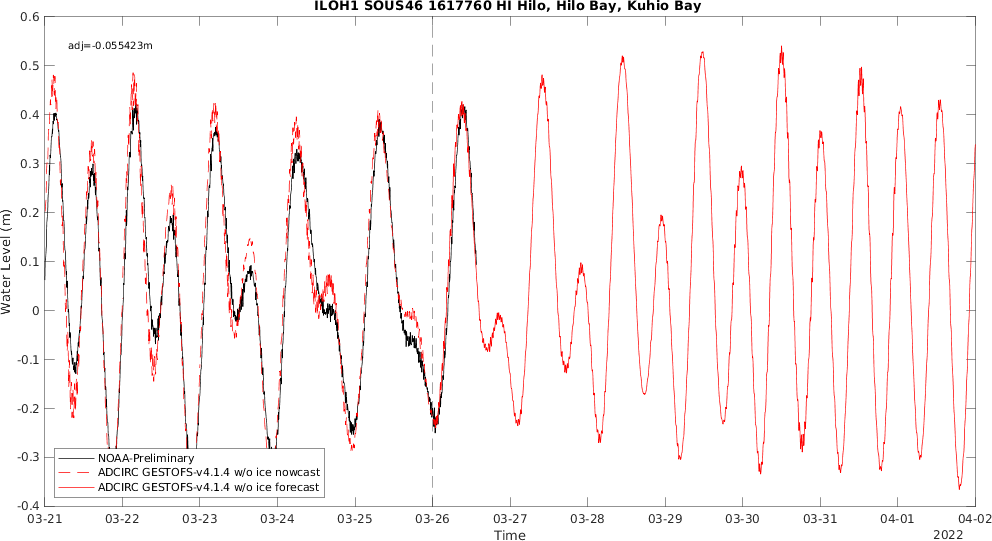 ILOH1 SOUS46 1617760 HI Hilo, Hilo Bay, Kuhio Bay
adj=-0.055423m
0.6
0.5
0.4
0.3
0.2
0.1
0
-0.1
-0.2
-0.3
-0.4
Water Level (m)
NOAA-Preliminary
ADCIRC GESTOFS-v4.1.4 w/o ice nowcast
ADCIRC GESTOFS-v4.1.4 w/o ice forecast
03-21 03-22 03-23 03-24 03-25 03-26 03-27 03-28 03-29 03-30 03-31 04-01 04-02
Time
2022